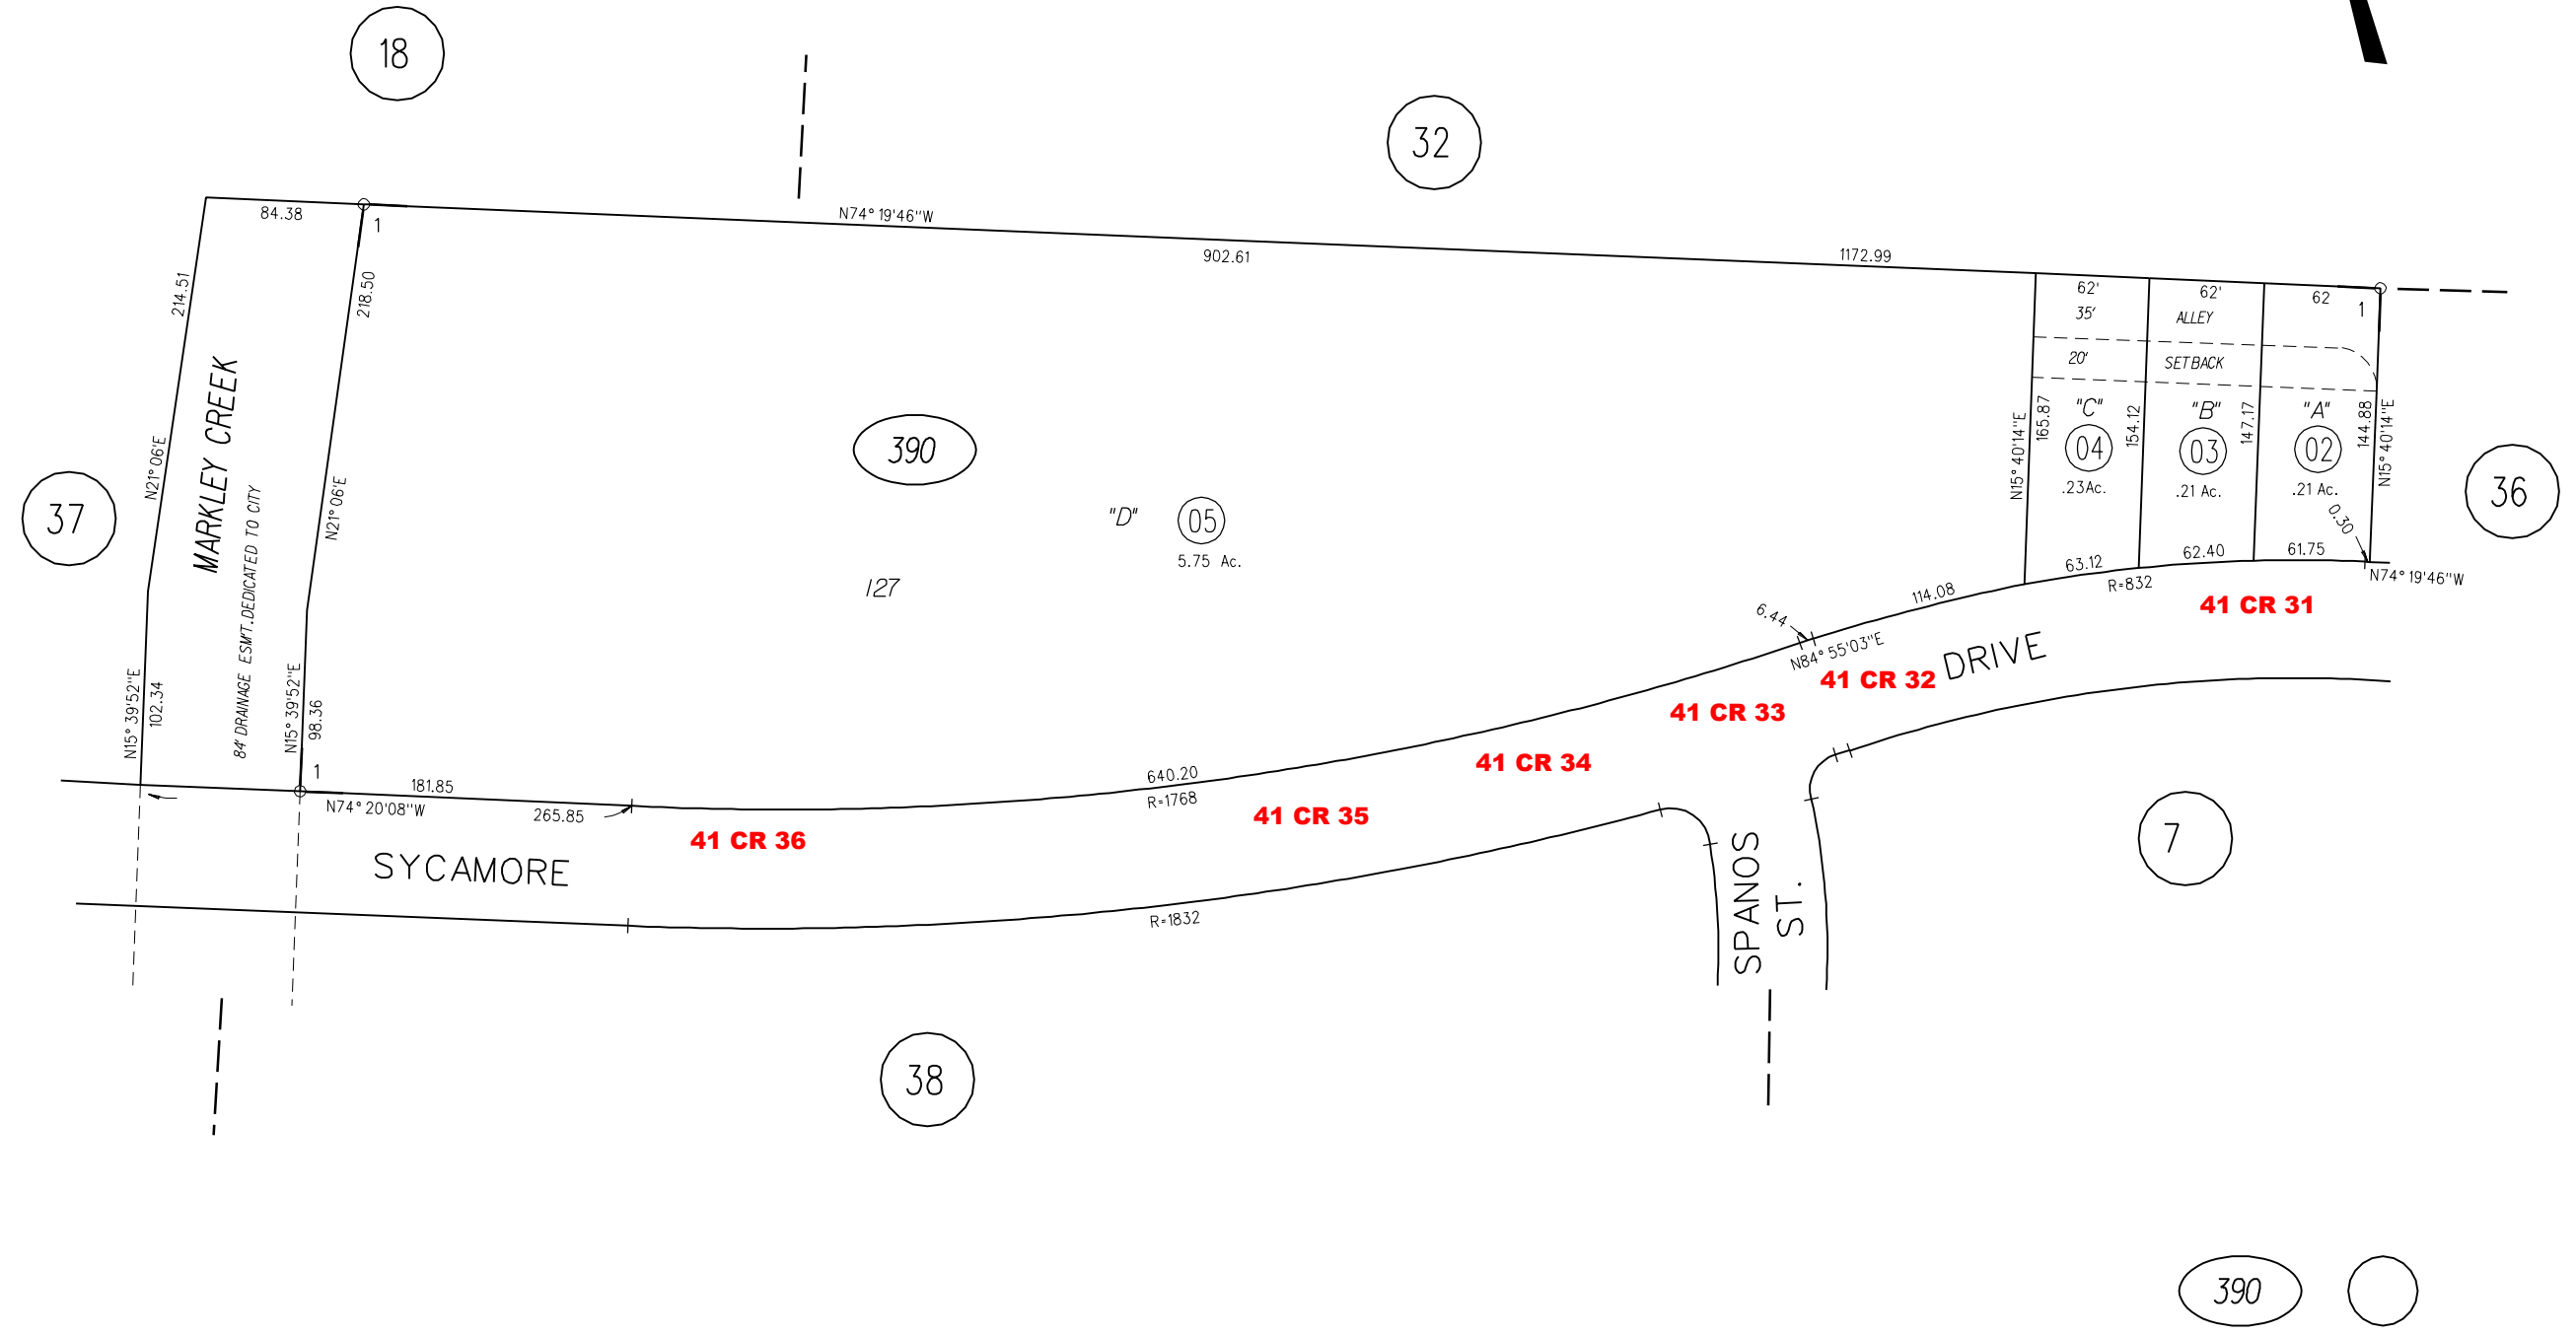 18
32
84.38
1
N74° 19'46"W
902.61
1172.99
214.51
218.50
62'
62'
62
1
35'
ALLEY
20'
SETBACK
MARKLEY CREEK
N21° 06'E
N21° 06'E
84' DRAINAGE ESM'T. DEDICATED TO CITY
390
"D"
05
5.75 Ac.
127
N15° 40'14"E
165.87
"C"
04
.23Ac.
154.12
"B"
03
.21 Ac.
147.17
"A"
02
.21 Ac.
144.88
N15° 40'14"E
0.30
37
36
63.12
62.40
61.75
R=832
N74° 19'46"W
41 CR 31
114.08
6.44
N84° 55'03"E
DRIVE
41 CR 32
41 CR 33
41 CR 34
41 CR 35
41 CR 36
N15° 39'52"E
102.34
N15° 39'52"E
98.36
1
181.85
N74° 20'08"W
265.85
640.20
R=1768
SYCAMORE
R=1832
SPANOS
ST.
7
38
390